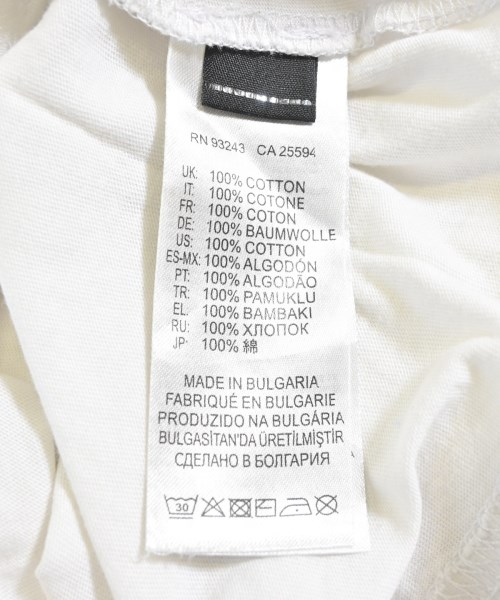 RN 93243 CA 25594
UK: 100% COTTON
IT: 100% COTONE
FR: 100% COTON
DE: 100% BAUMWOLLE
US: 100% COTTON
ES-MX: 100% ALGODÓN
PT: 100% ALGODÃO
TR: 100% PAMUKLU
EL: 100% BAMBAKI
RU: 100% ХЛОПОК
JP: 100% 綿
MADE IN BULGARIA
FABRIQUÉ EN BULGARIE
PRODUZIDO NA BULGÁRIA
BULGASİTAN'DA ÜRETİLMİŞTİR
СДЕЛАНО В БОЛГАРИЯ
30